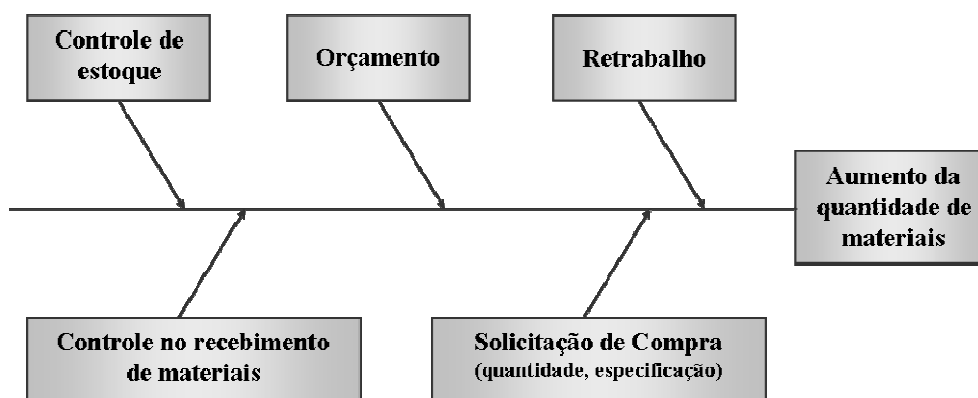 Controle de
estoque
Orçamento
Retrabalho
Aumento da
quantidade de
materiais
Controle no recebimento
de materiais
Solicitação de Compra
(quantidade, especificação)